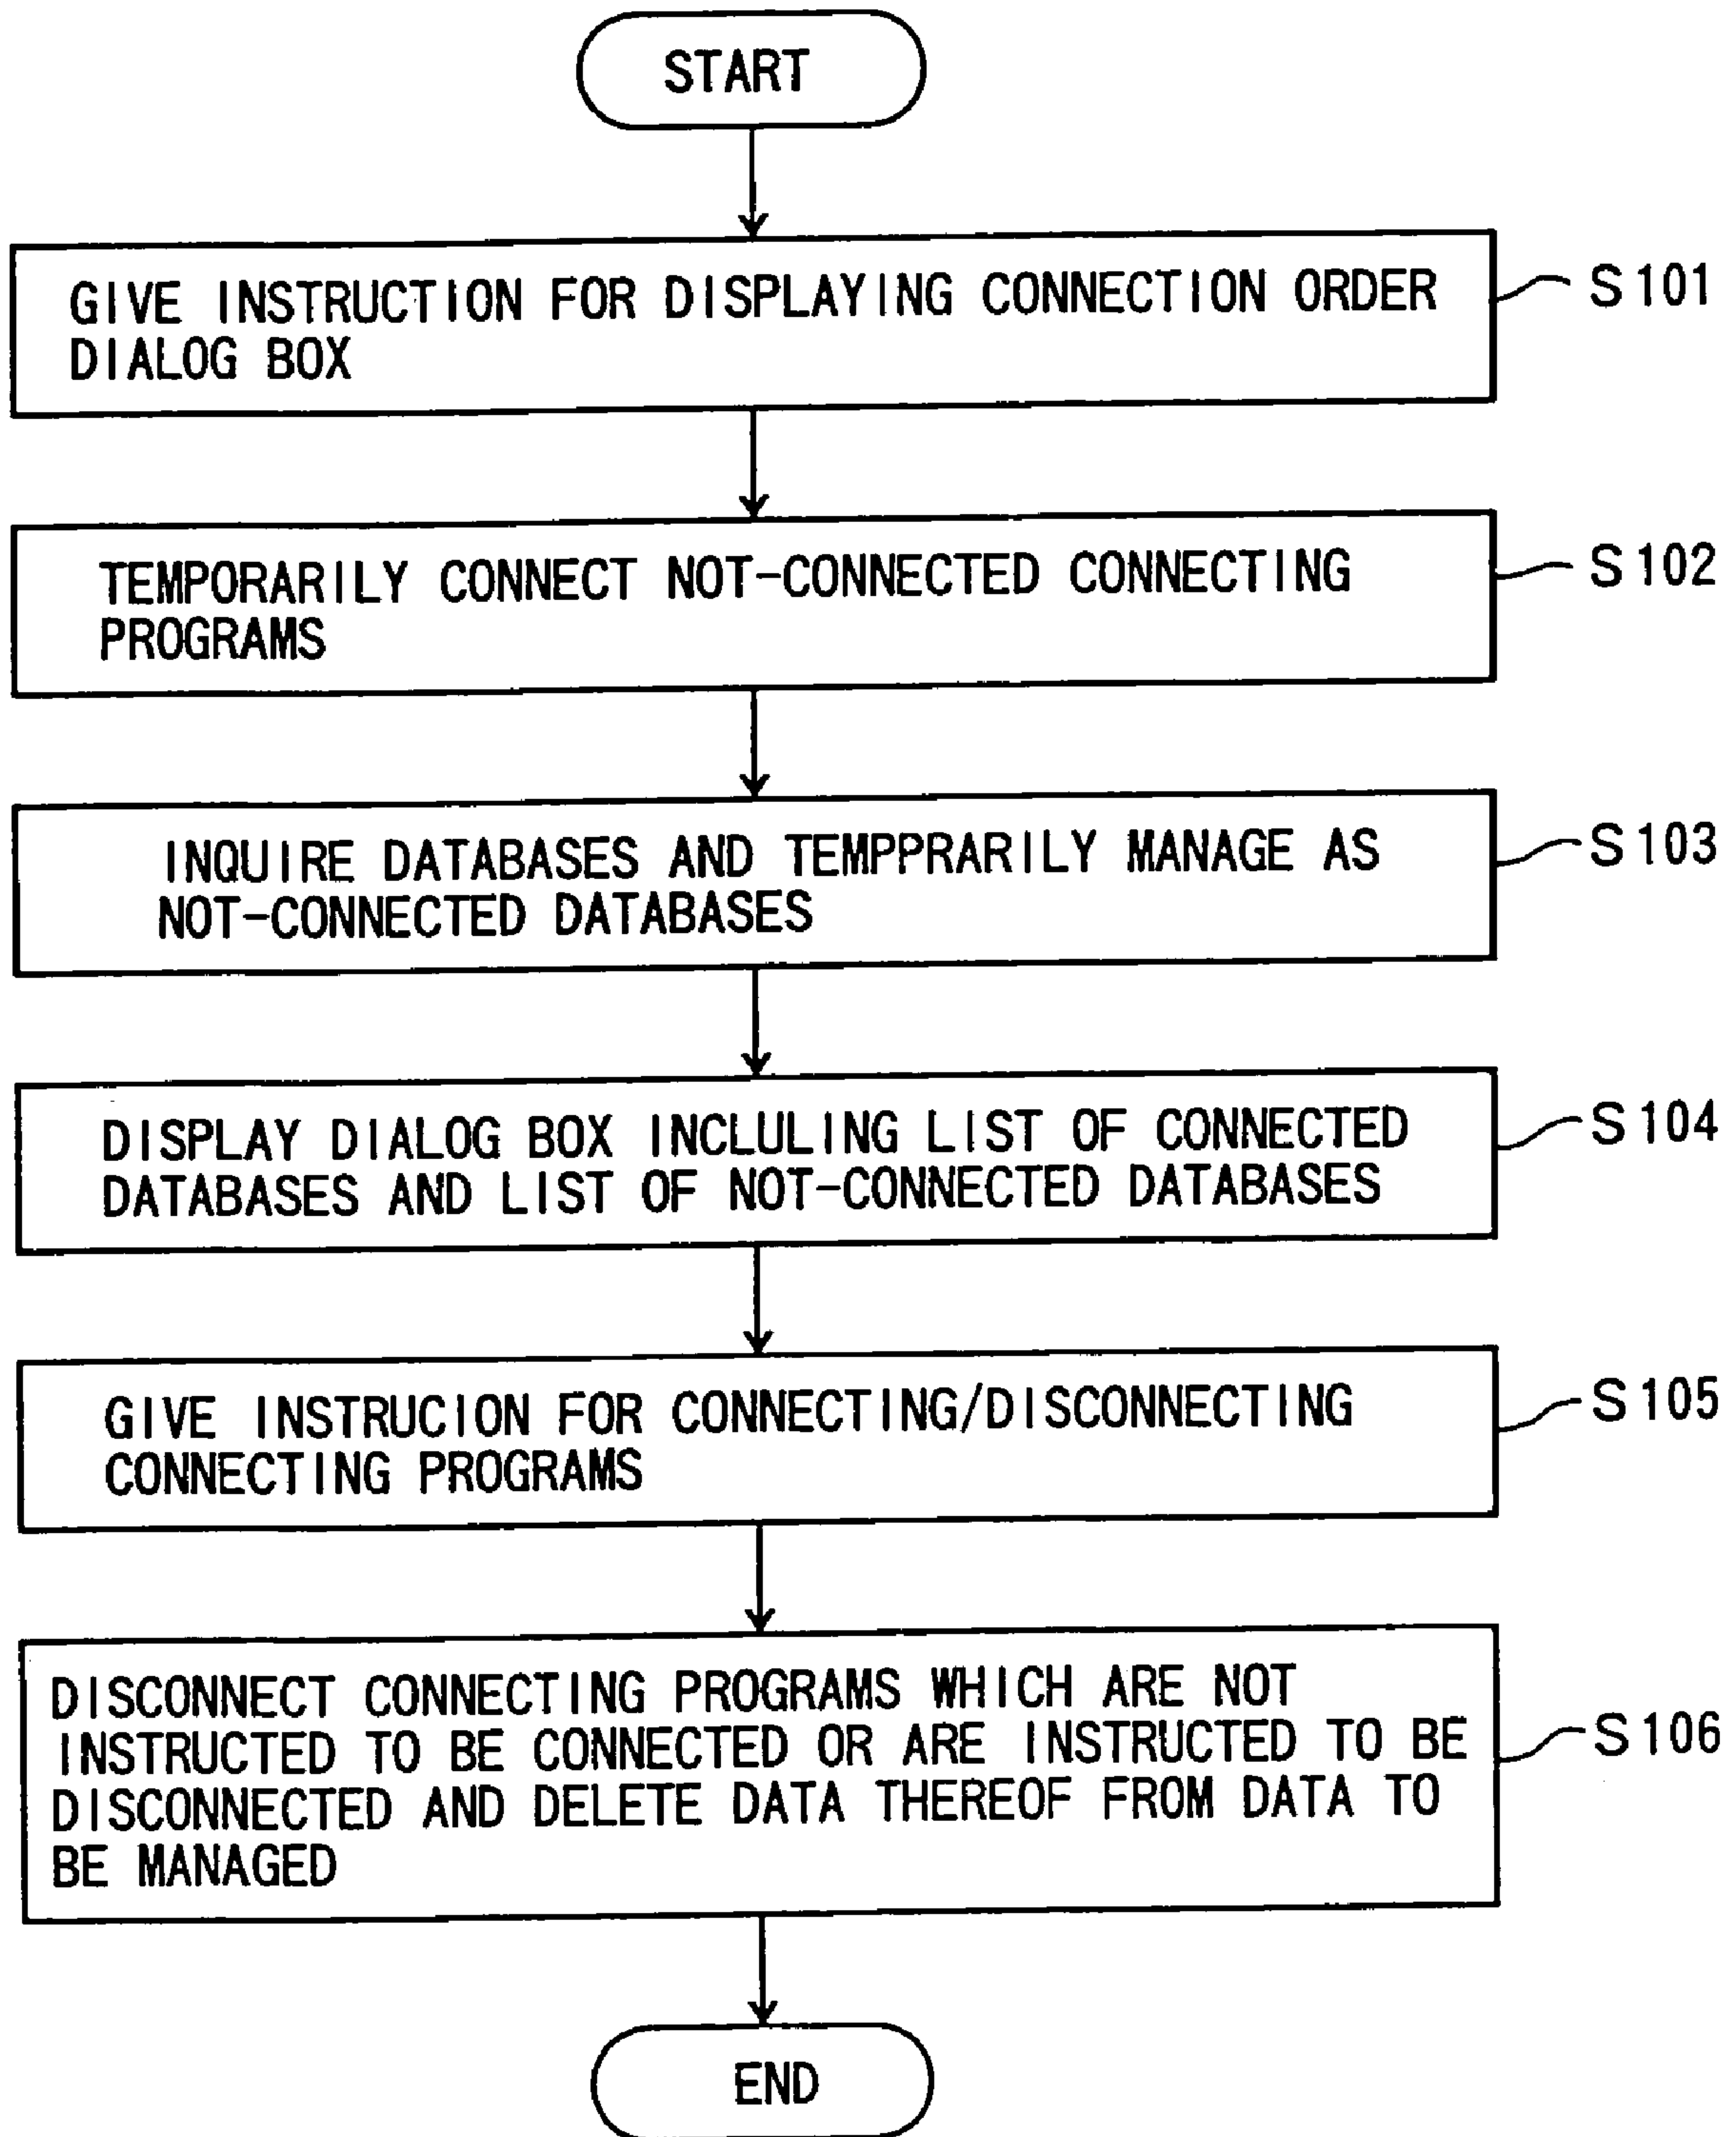 START
GIVE INSTRUCTION FOR DISPLAYING CONNECTION ORDER
DIALOG BOX
S101
TEMPORARILY CONNECT NOT-CONNECTED CONNECTING
PROGRAMS
S102
INQUIRE DATABASES AND TEMPPRARILY MANAGE AS
NOT-CONNECTED DATABASES
S103
DISPLAY DIALOG BOX INCLULING LIST OF CONNECTED
DATABASES AND LIST OF NOT-CONNECTED DATABASES
S104
GIVE INSTRUCION FOR CONNECTING/DISCONNECTING
CONNECTING PROGRAMS
S105
DISCONNECT CONNECTING PROGRAMS WHICH ARE NOT
INSTRUCTED TO BE CONNECTED OR ARE INSTRUCTED TO BE
DISCONNECTED AND DELETE DATA THEREOF FROM DATA TO
BE MANAGED
S106
END